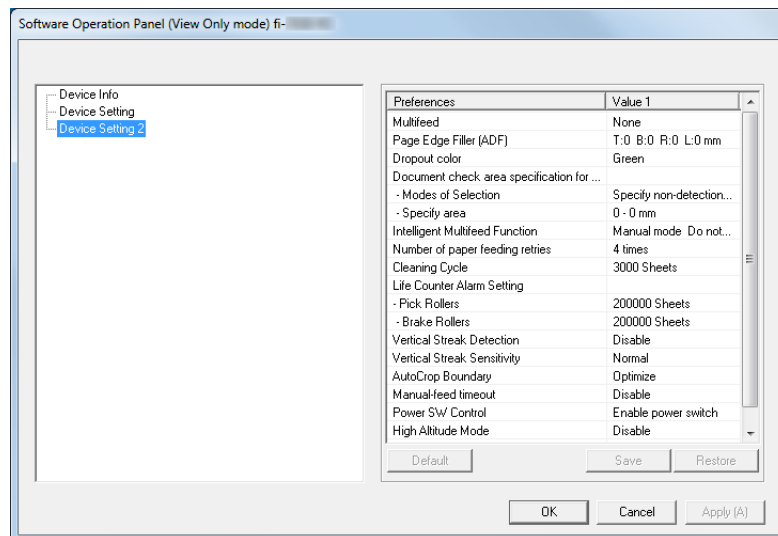 Software Operation Panel (View Only mode) fi-
Device Info
Device Setting
Device Setting 2
Preferences Value 1
Multifeed None
Page Edge Filler (ADF) T:0 B:0 R:0 L:0 mm
Dropout color Green
Document check area specification for ...
- Modes of Selection Specify non-detection...
- Specify area 0 - 0 mm
Intelligent Multifeed Function Manual mode Do not...
Number of paper feeding retries 4 times
Cleaning Cycle 3000 Sheets
Life Counter Alarm Setting
- Pick Rollers 200000 Sheets
- Brake Rollers 200000 Sheets
Vertical Streak Detection Disable
Vertical Streak Sensitivity Normal
AutoCrop Boundary Optimize
Manual-feed timeout Disable
Power SW Control Enable power switch
High Altitude Mode Disable
Default Save Restore
OK Cancel Apply (A)